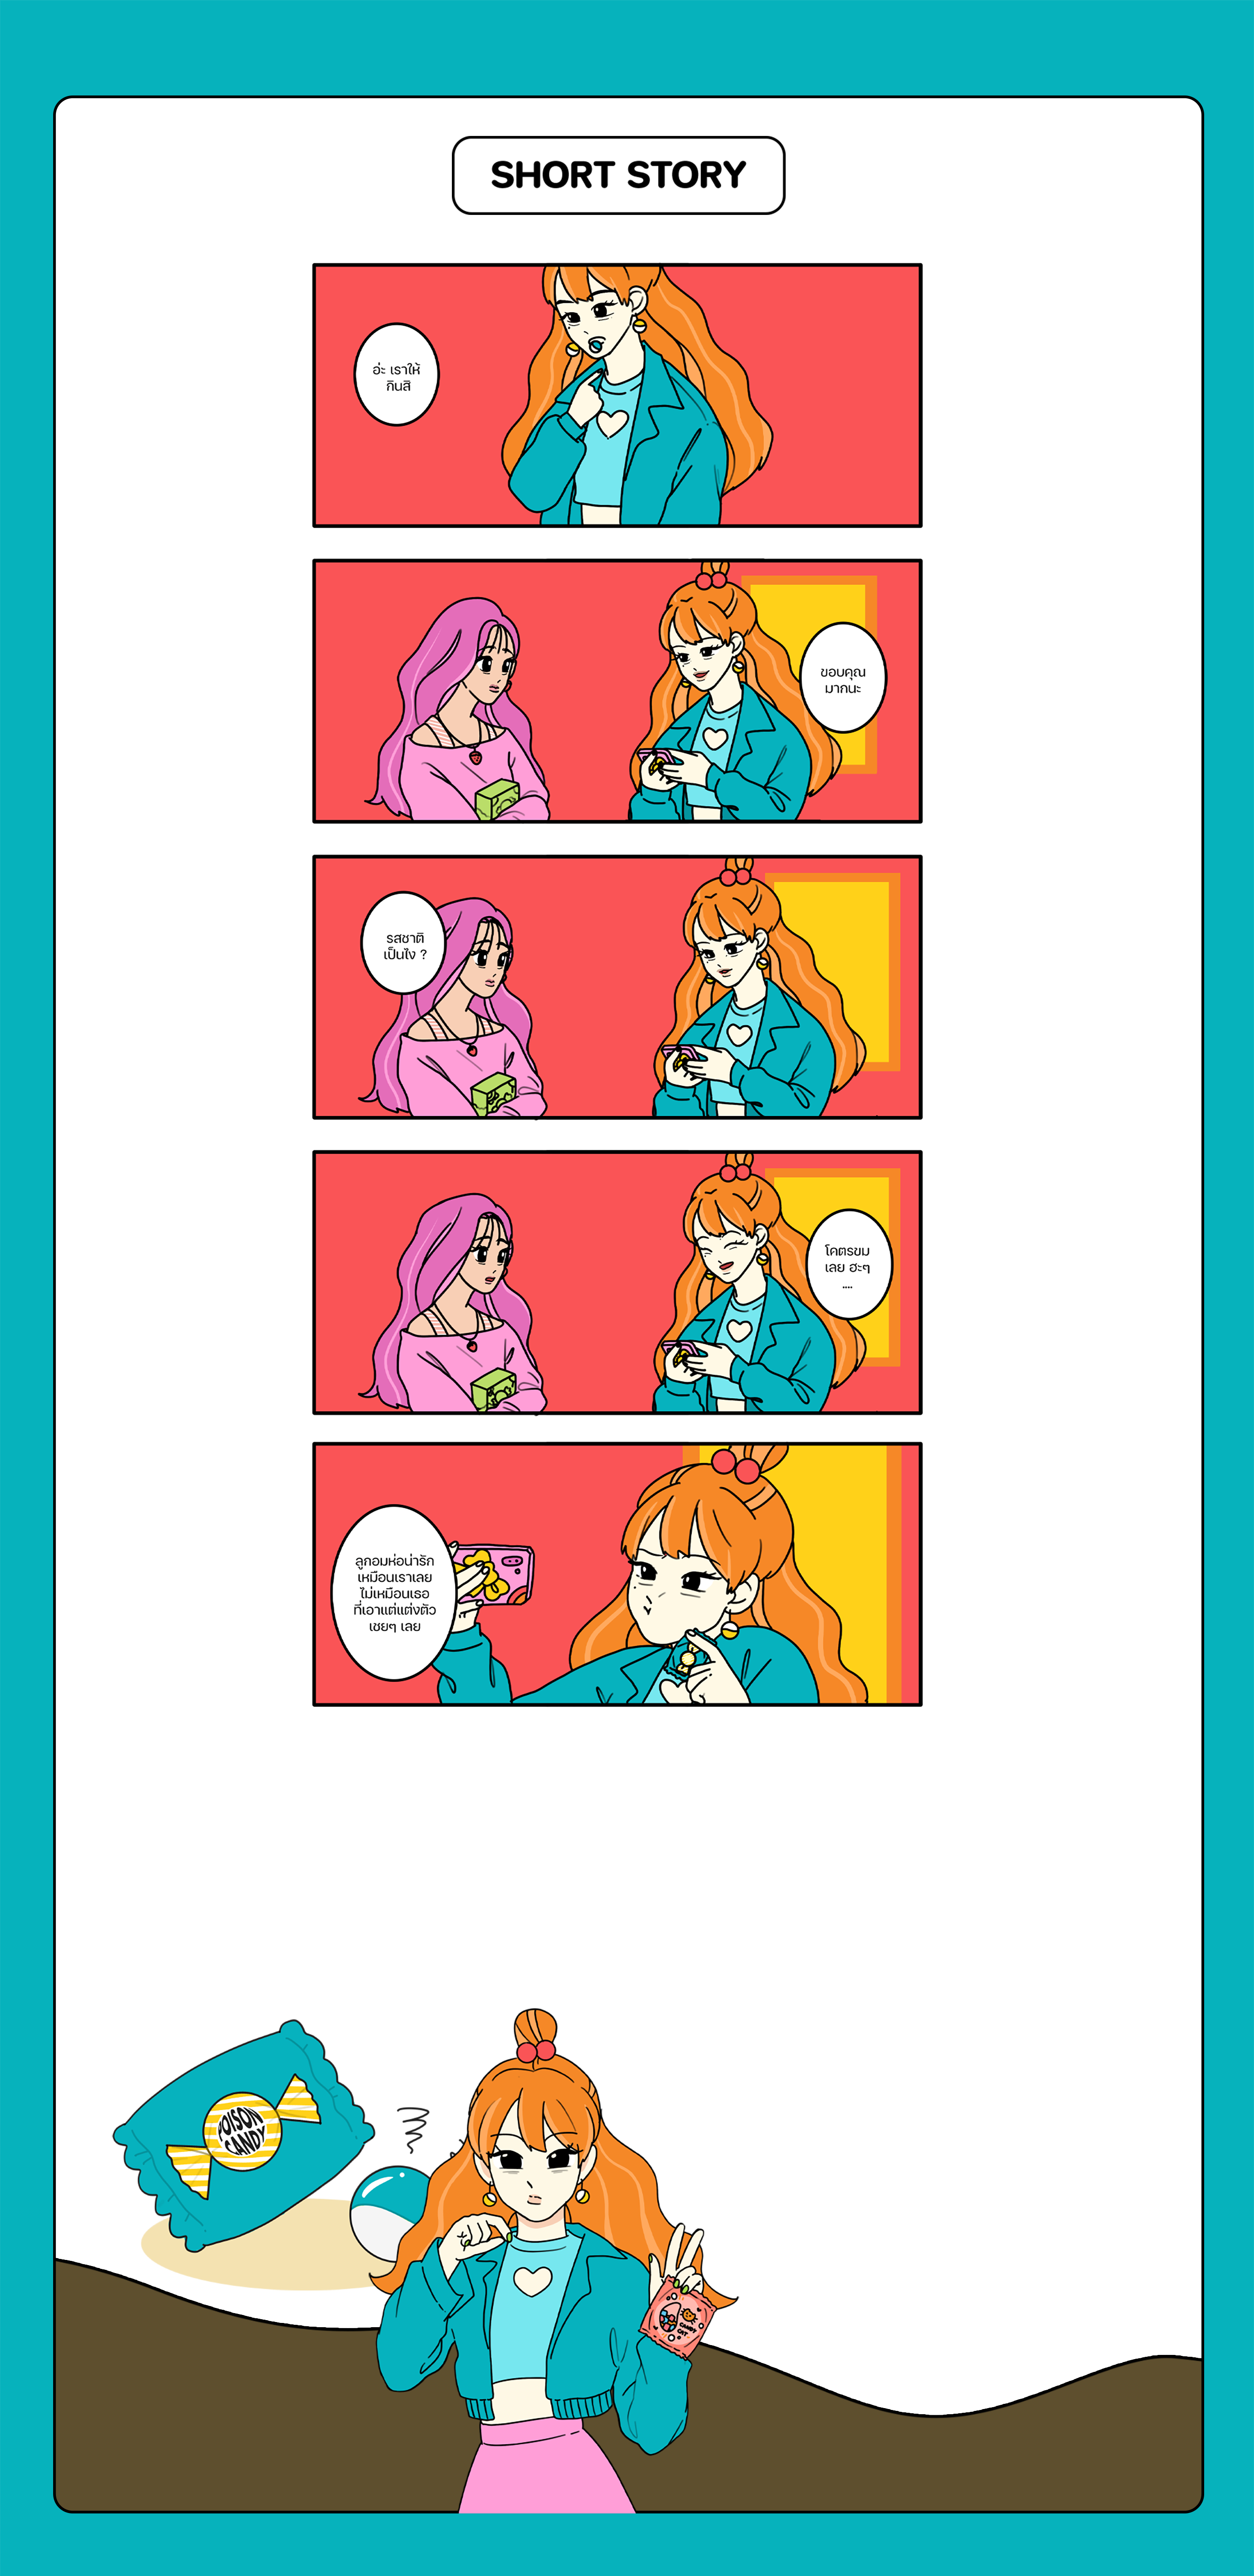 SHORT STORY
อ่ะ เราให้
กินสิ
ขอบคุณ
มากนะ
รสชาติ
เป็นไง ?
โคตรขม
เลย ฮะๆ
....
ลูกอมห่อน่ารัก
เหมือนเราเลย
ไม่เหมือนเธอ
ที่เอาแต่แต่งตัว
เชยๆ เลย
POISON
CANDY
CANDY
CAT